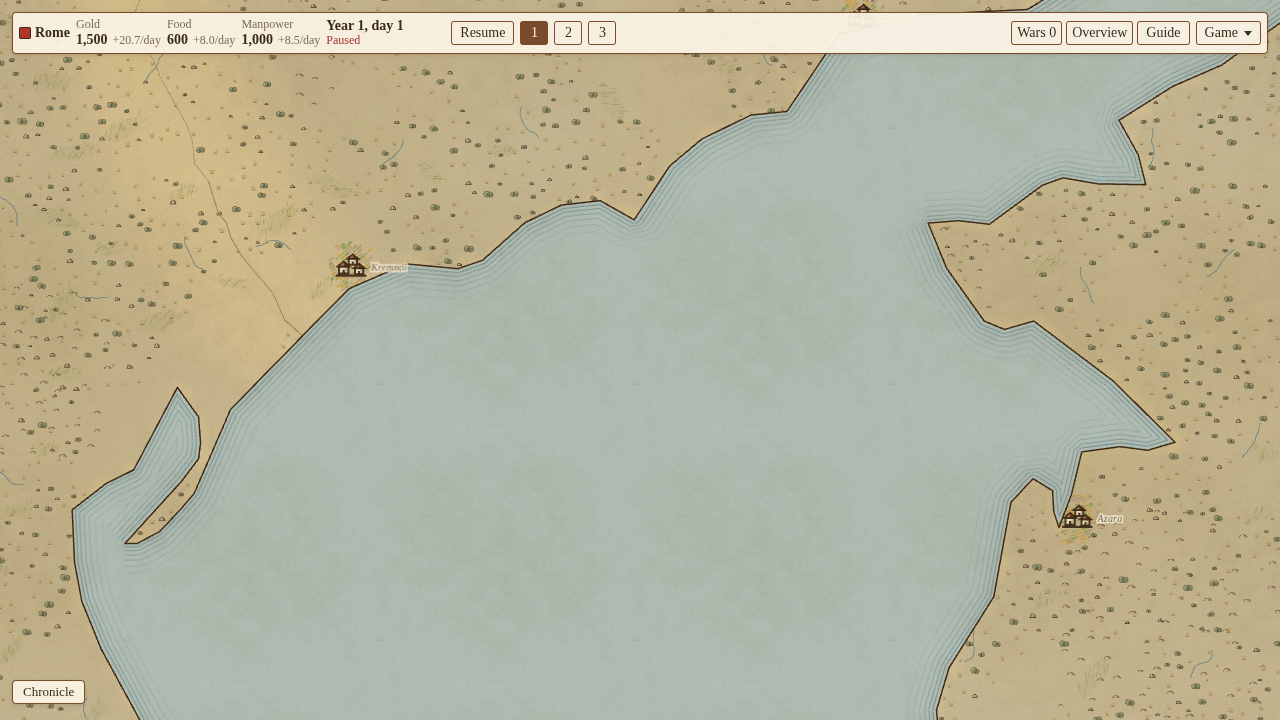 Rome
Gold
1,500 +20.7/day
Food
600 +8.0/day
Manpower
1,000 +8.5/day
Year 1, day 1
Paused
Resume
1
2
3
Wars 0
Overview
Guide
Game
Kremnoi
Azara
Chronicle